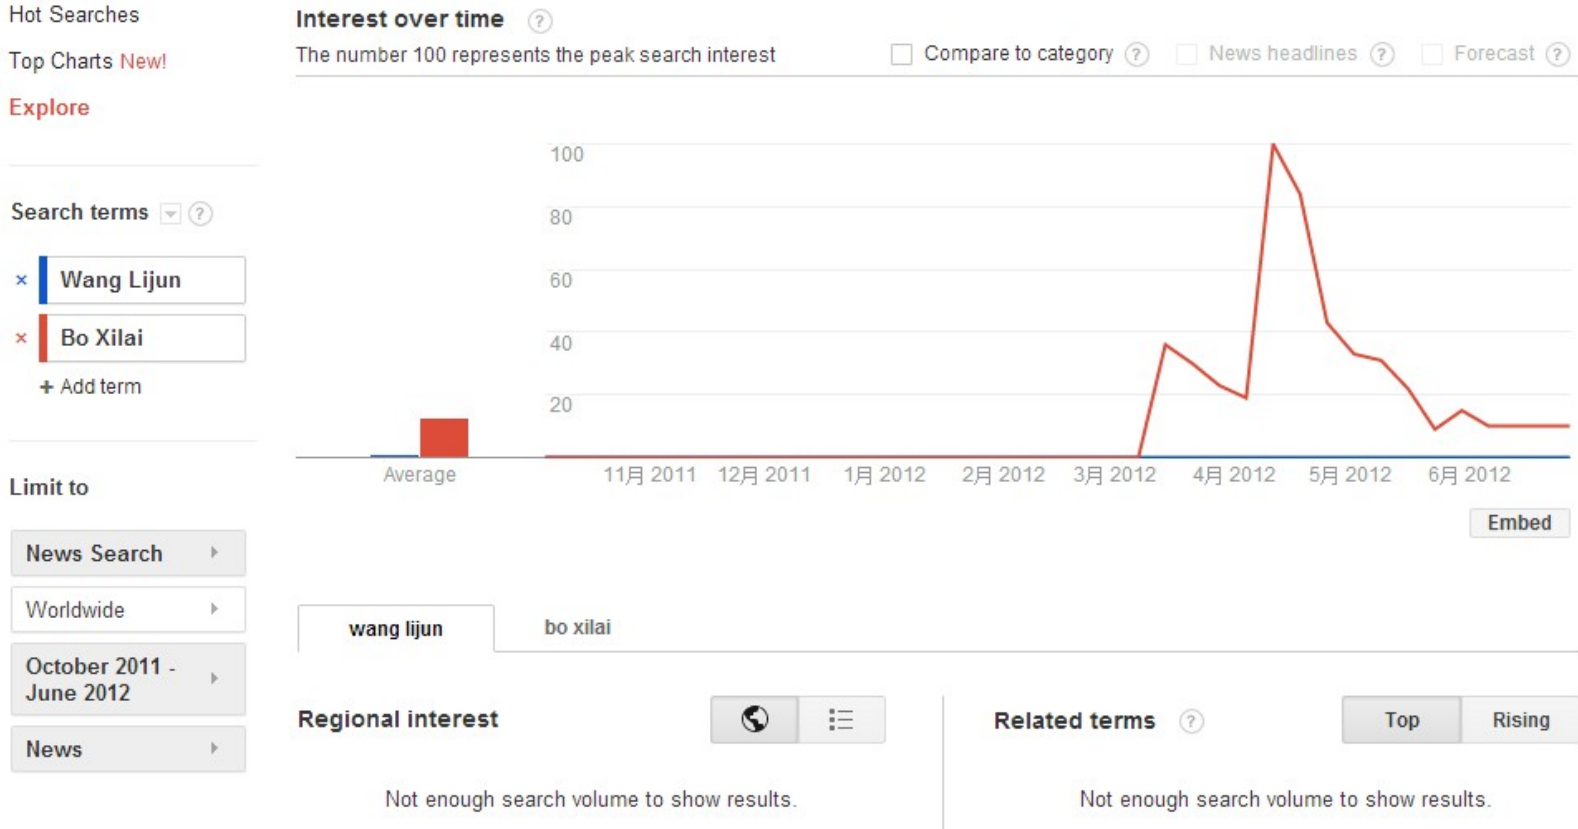 Hot Searches
Top Charts New!
Explore
Search terms ?
× Wang Lijun
× Bo Xilai
+ Add term
Limit to
News Search
Worldwide
October 2011 -
June 2012
News
Interest over time ?
The number 100 represents the peak search interest
Compare to category ? News headlines ? Forecast ?
100
80
60
40
20
Average
11月 2011 12月 2011 1月 2012 2月 2012 3月 2012 4月 2012 5月 2012 6月 2012
Embed
wang lijun bo xilai
Regional interest
Not enough search volume to show results.
Related terms ? Top Rising
Not enough search volume to show results.